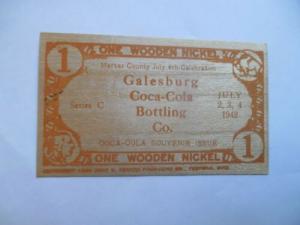 ONE WOODEN NICKEL
1
Mercer County July 4th Celebration
Galesburg
Coca-Cola
Bottling
Co.
Series C
JULY
2, 3, 4
1942
COCA-COLA SOUVENIR ISSUE
ONE WOODEN NICKEL
1